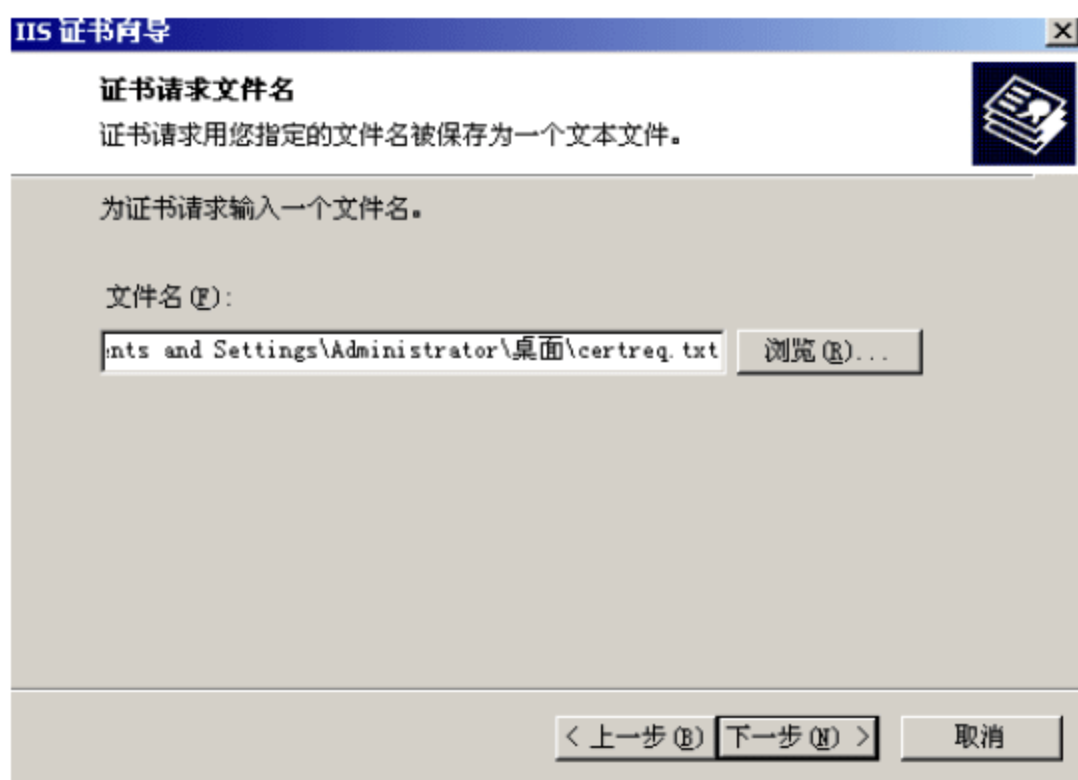 IIS 证书向导
证书请求文件名
证书请求用您指定的文件名被保存为一个文本文件。
为证书请求输入一个文件名。
文件名(F):
nts and Settings\Administrator\桌面\certreq.txt
浏览(R)...
< 上一步(B) 下一步(N) > 取消